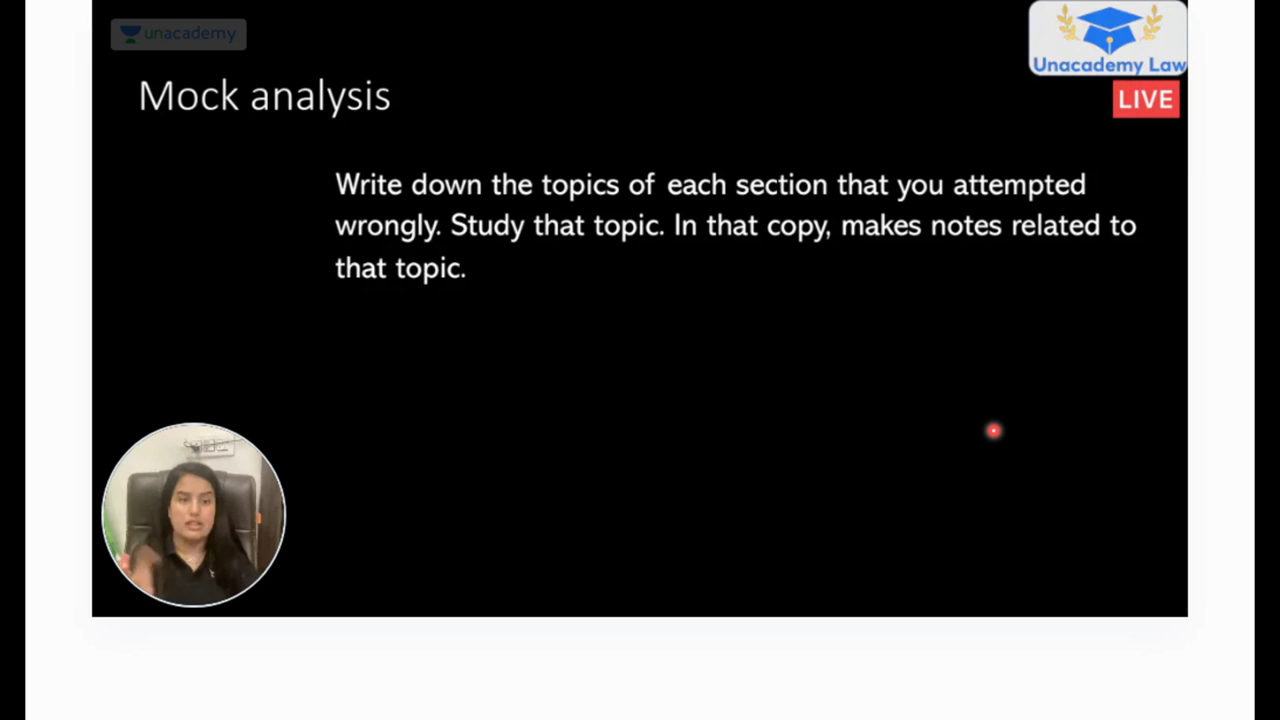 unacademy
Unacademy Law
LIVE
Mock analysis
Write down the topics of each section that you attempted
wrongly. Study that topic. In that copy, makes notes related to
that topic.